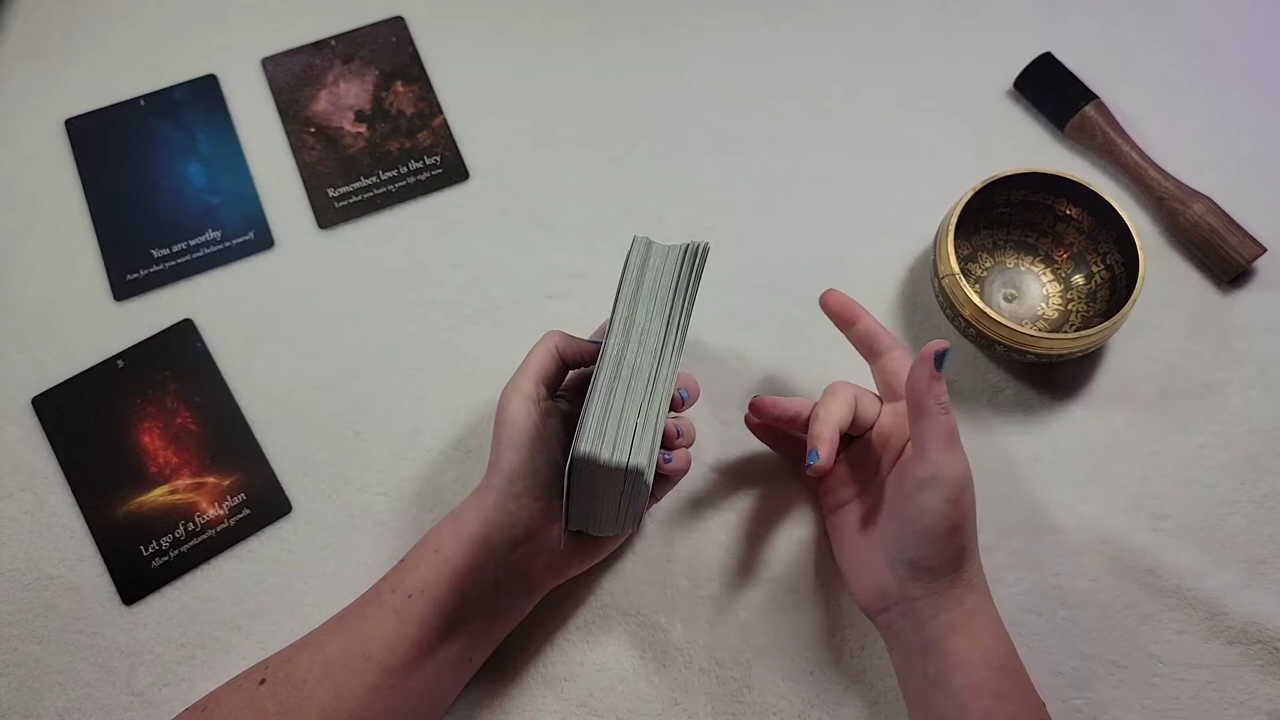 You are worthy
Aim for what you want and believe in yourself
Remember, love is the key
Love what you have in your life right now
Let go of a fixed plan
Allow for spontaneity and growth